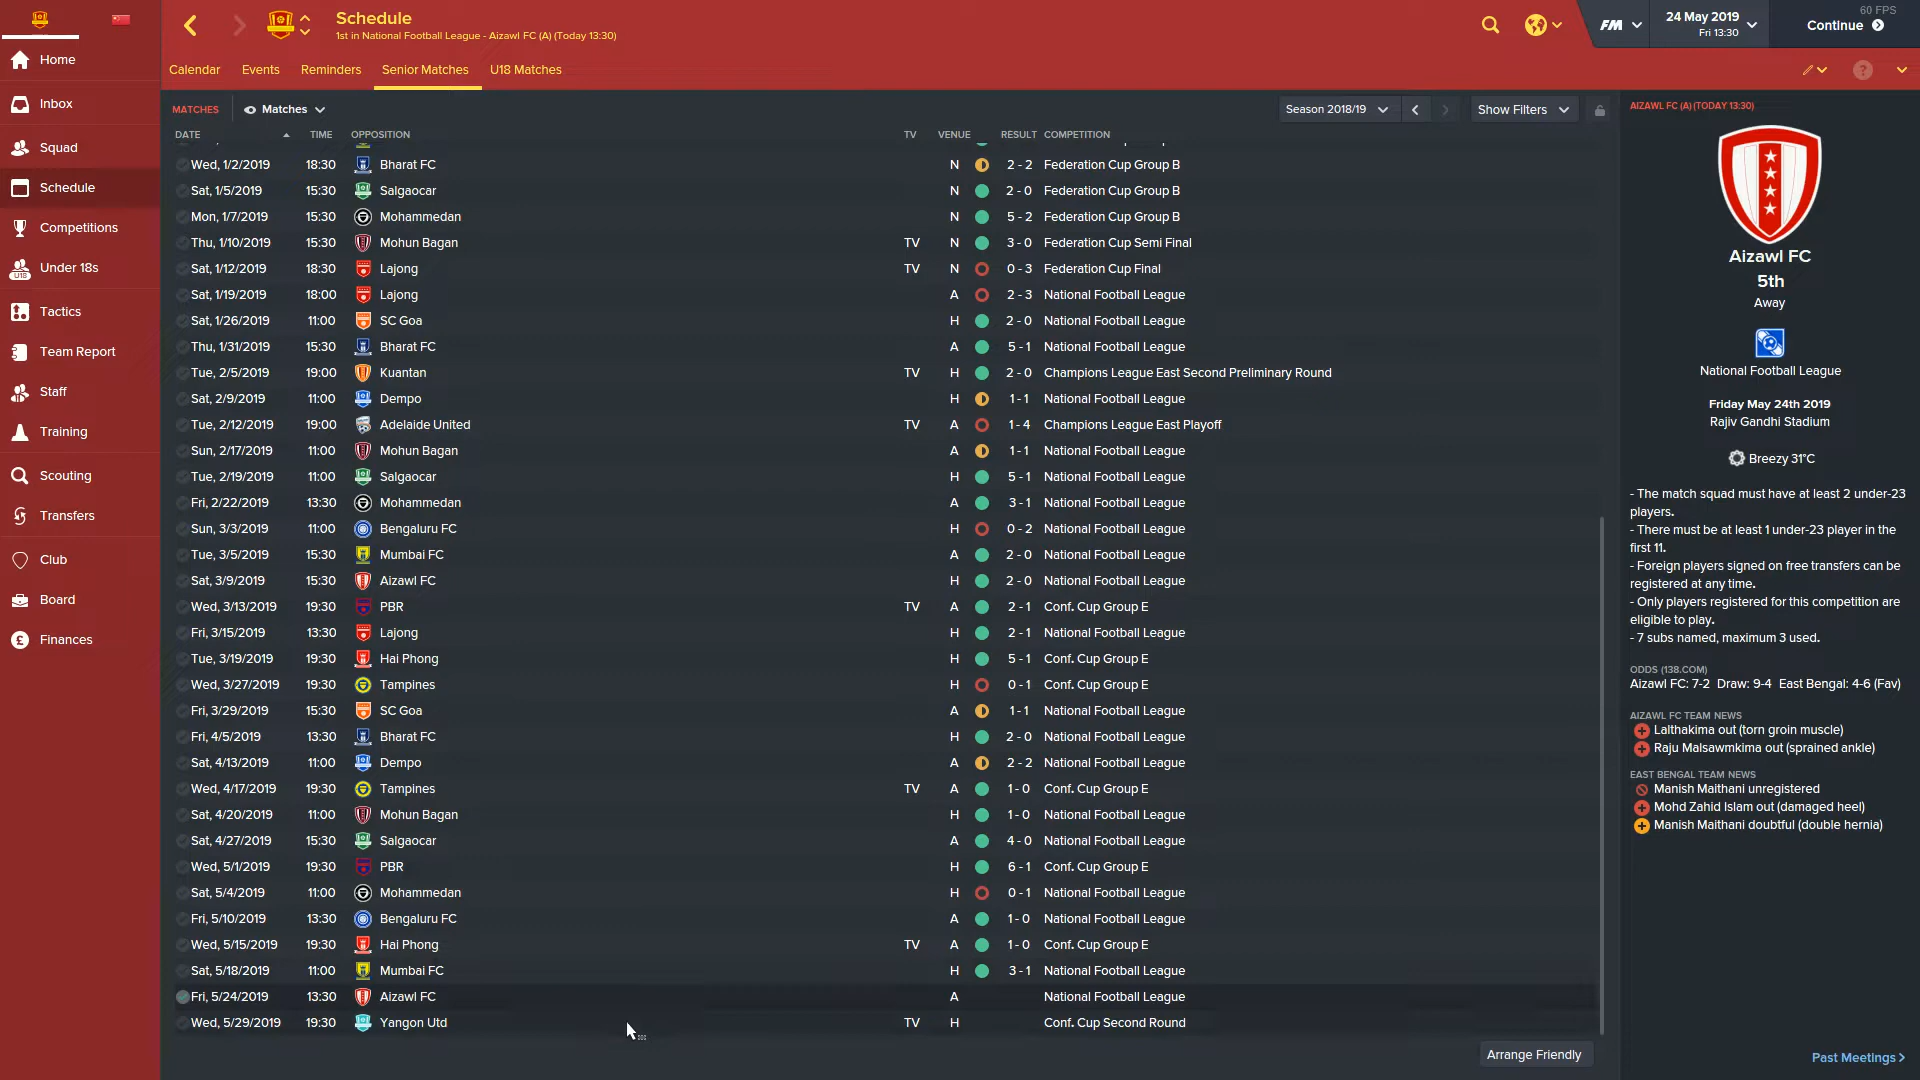 Schedule
1st in National Football League - Aizawl FC (A) (Today 13:30)
60 FPS
FM
24 May 2019
Fri 13:30
Continue
Home
Inbox
Squad
Schedule
Competitions
U18
Under 18s
Tactics
Team Report
Staff
Training
Scouting
Transfers
Club
Board
Finances
Calendar Events Reminders Senior Matches U18 Matches
?
MATCHES Matches Season 2018/19 Show Filters
DATE TIME OPPOSITION TV VENUE RESULT COMPETITION
Wed, 1/2/2019 18:30 Bharat FC N 2 - 2 Federation Cup Group B
Sat, 1/5/2019 15:30 Salgaocar N 2 - 0 Federation Cup Group B
Mon, 1/7/2019 15:30 Mohammedan N 5 - 2 Federation Cup Group B
Thu, 1/10/2019 15:30 Mohun Bagan TV N 3 - 0 Federation Cup Semi Final
Sat, 1/12/2019 18:30 Lajong TV N 0 - 3 Federation Cup Final
Sat, 1/19/2019 18:00 Lajong A 2 - 3 National Football League
Sat, 1/26/2019 11:00 SC Goa H 2 - 0 National Football League
Thu, 1/31/2019 15:30 Bharat FC A 5 - 1 National Football League
Tue, 2/5/2019 19:00 Kuantan TV H 2 - 0 Champions League East Second Preliminary Round
Sat, 2/9/2019 11:00 Dempo H 1 - 1 National Football League
Tue, 2/12/2019 19:00 Adelaide United TV A 1 - 4 Champions League East Playoff
Sun, 2/17/2019 11:00 Mohun Bagan A 1 - 1 National Football League
Tue, 2/19/2019 11:00 Salgaocar H 5 - 1 National Football League
Fri, 2/22/2019 13:30 Mohammedan A 3 - 1 National Football League
Sun, 3/3/2019 11:00 Bengaluru FC H 0 - 2 National Football League
Tue, 3/5/2019 15:30 Mumbai FC A 2 - 0 National Football League
Sat, 3/9/2019 15:30 Aizawl FC H 2 - 0 National Football League
Wed, 3/13/2019 19:30 PBR TV A 2 - 1 Conf. Cup Group E
Fri, 3/15/2019 13:30 Lajong H 2 - 1 National Football League
Tue, 3/19/2019 19:30 Hai Phong H 5 - 1 Conf. Cup Group E
Wed, 3/27/2019 19:30 Tampines H 0 - 1 Conf. Cup Group E
Fri, 3/29/2019 15:30 SC Goa A 1 - 1 National Football League
Fri, 4/5/2019 13:30 Bharat FC H 2 - 0 National Football League
Sat, 4/13/2019 11:00 Dempo A 2 - 2 National Football League
Wed, 4/17/2019 19:30 Tampines TV A 1 - 0 Conf. Cup Group E
Sat, 4/20/2019 11:00 Mohun Bagan H 1 - 0 National Football League
Sat, 4/27/2019 15:30 Salgaocar A 4 - 0 National Football League
Wed, 5/1/2019 19:30 PBR H 6 - 1 Conf. Cup Group E
Sat, 5/4/2019 11:00 Mohammedan H 0 - 1 National Football League
Fri, 5/10/2019 13:30 Bengaluru FC A 1 - 0 National Football League
Wed, 5/15/2019 19:30 Hai Phong TV A 1 - 0 Conf. Cup Group E
Sat, 5/18/2019 11:00 Mumbai FC H 3 - 1 National Football League
Fri, 5/24/2019 13:30 Aizawl FC A National Football League
Wed, 5/29/2019 19:30 Yangon Utd TV H Conf. Cup Second Round
Arrange Friendly
AIZAWL FC (A) (TODAY 13:30)
Aizawl FC
5th
Away
National Football League
Friday May 24th 2019
Rajiv Gandhi Stadium
Breezy 31°C
- The match squad must have at least 2 under-23
players.
- There must be at least 1 under-23 player in the
first 11.
- Foreign players signed on free transfers can be
registered at any time.
- Only players registered for this competition are
eligible to play.
- 7 subs named, maximum 3 used.
ODDS (138.COM)
Aizawl FC: 7-2 Draw: 9-4 East Bengal: 4-6 (Fav)
AIZAWL FC TEAM NEWS
Lalthakima out (torn groin muscle)
Raju Malsawmkima out (sprained ankle)
EAST BENGAL TEAM NEWS
Manish Maithani unregistered
Mohd Zahid Islam out (damaged heel)
Manish Maithani doubtful (double hernia)
Past Meetings >